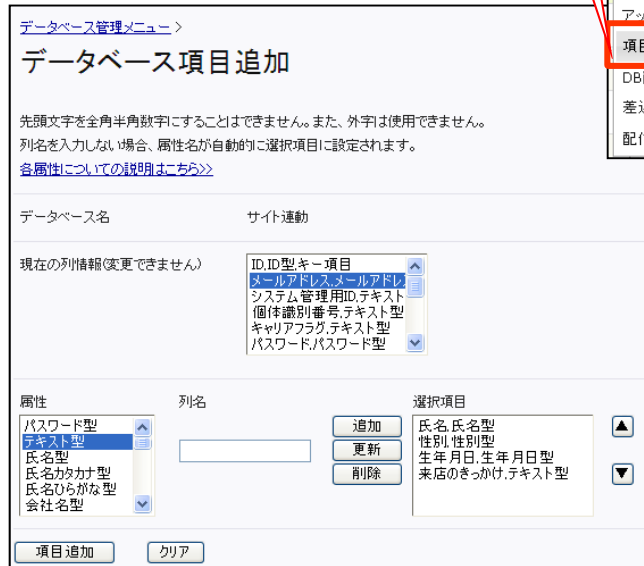 データベース管理メニュー >
データベース項目追加
先頭文字を全角半角数字にすることはできません。また、外字は使用できません。
列名を入力しない場合、属性名が自動的に選択項目に設定されます。
各属性についての説明はこちら>>
データベース名 サイト連動
現在の列情報(変更できません)
ID,ID型,キー項目
メールアドレス,メールアドレ
システム管理用ID,テキスト
個体識別番号,テキスト型
キャリアフラグ,テキスト型
パスワード,パスワード型
属性 列名 選択項目
パスワード型
テキスト型
氏名型
氏名カタカナ型
氏名ひらがな型
会社名型
追加
更新
削除
氏名,氏名型
性別,性別型
生年月日,生年月日型
来店のきっかけ,テキスト型
項目追加 クリア
項目
DB
配信